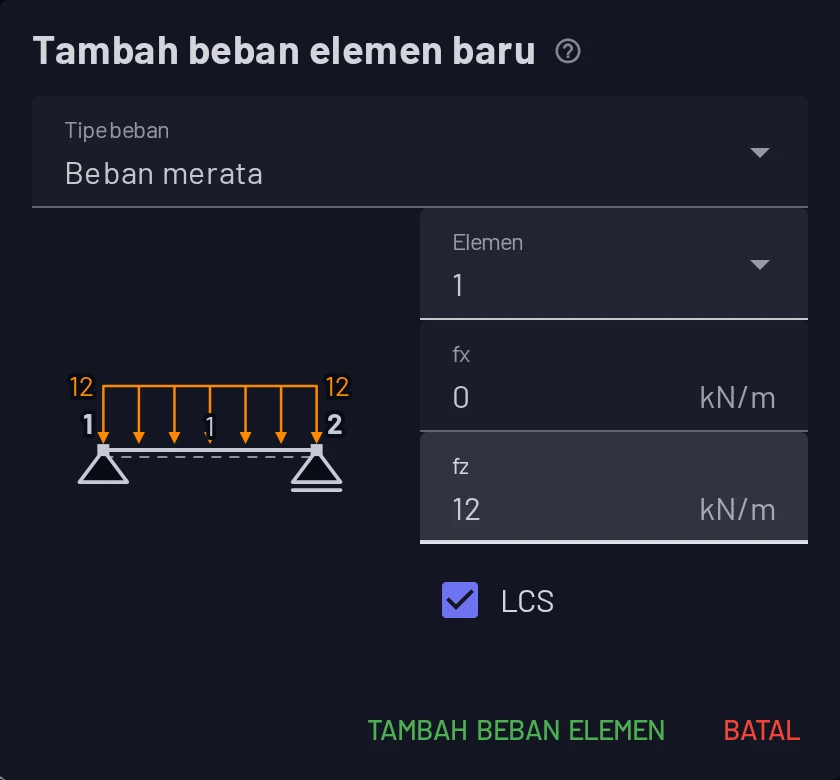 Tambah beban elemen baru ?
Tipe beban
Beban merata
Elemen
1
fx
0 kN/m
12 12
1 1 2
fz
12 kN/m
LCS
TAMBAH BEBAN ELEMEN BATAL